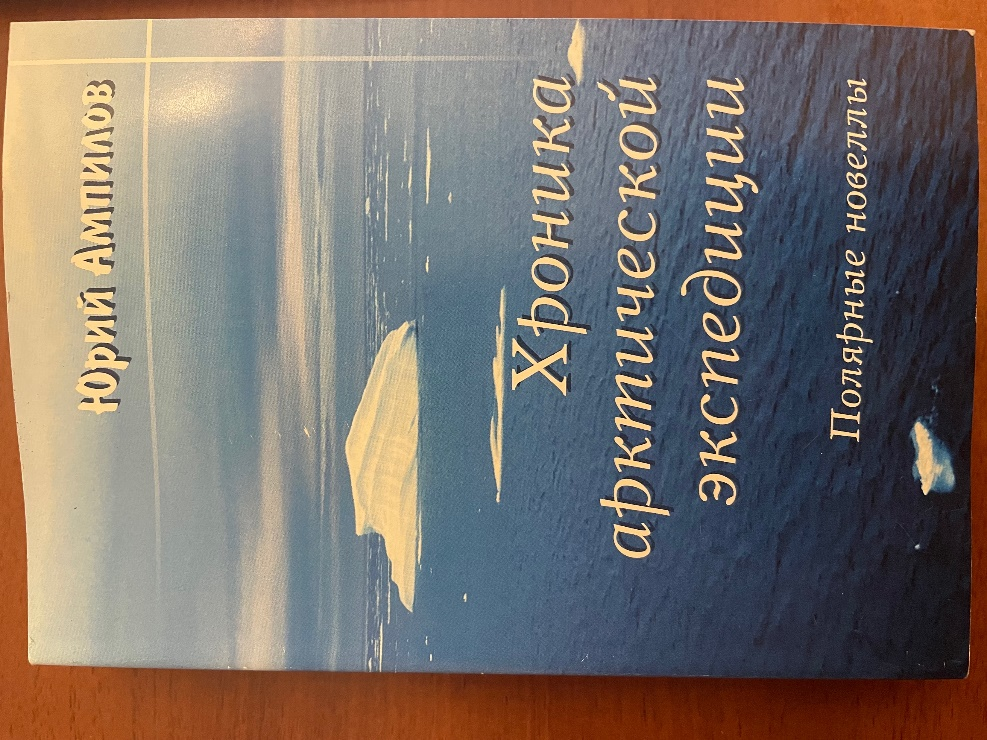 Юрий Ампилов
Хроника
арктической
экспедиции
Полярные новеллы